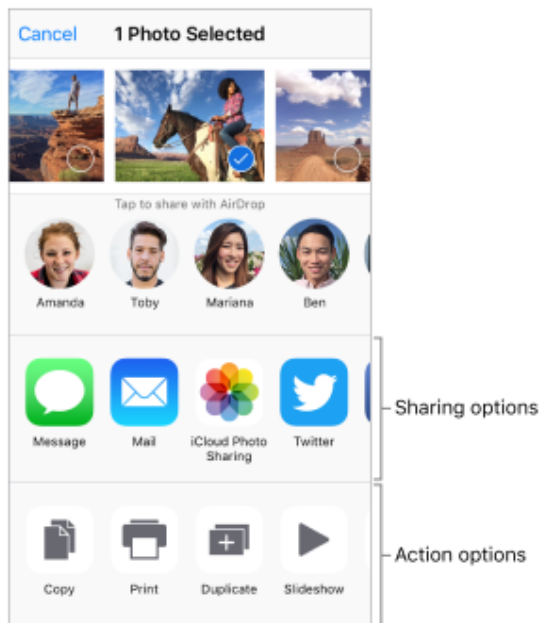 Cancel 1 Photo Selected
Tap to share with AirDrop
Amanda Toby Mariana Ben
Message Mail iCloud Photo Sharing Twitter
Sharing options
Copy Print Duplicate Slideshow
Action options